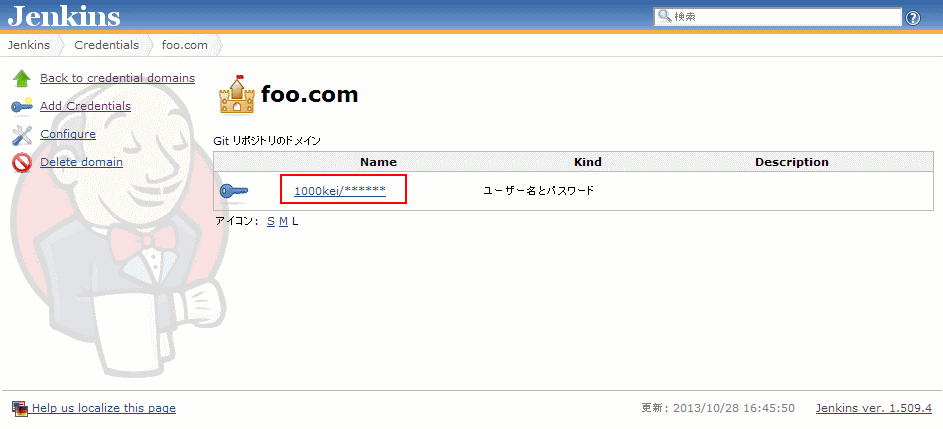 Jenkins
検索
Jenkins Credentials foo.com
Back to credential domains
Add Credentials
Configure
Delete domain
foo.com
Git リポジトリのドメイン
Name Kind Description
1000kei/****** ユーザー名とパスワード
アイコン: S M L
Help us localize this page
更新: 2013/10/28 16:45:50 Jenkins ver. 1.509.4